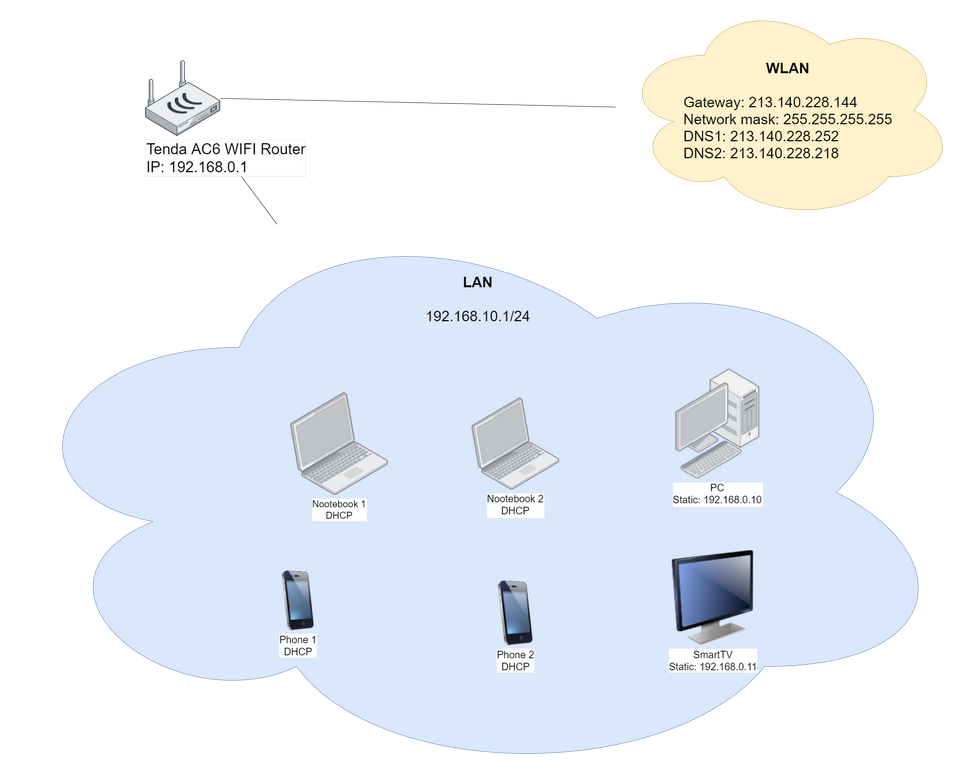 WLAN
Gateway: 213.140.228.144
Network mask: 255.255.255.255
DNS1: 213.140.228.252
DNS2: 213.140.228.218
Tenda AC6 WIFI Router
IP: 192.168.0.1
LAN
192.168.10.1/24
Nootebook 1
DHCP
Nootebook 2
DHCP
PC
Static: 192.168.0.10
Phone 1
DHCP
Phone 2
DHCP
SmartTV
Static: 192.168.0.11